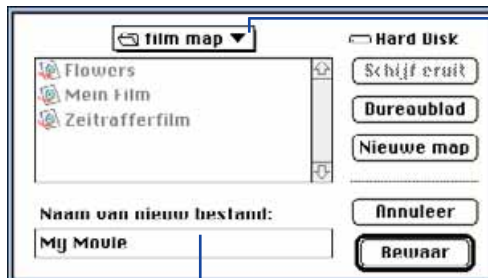 film map
Hard Disk
Flowers
Mein Film
Zeitrafferfilm
Schijf eruit
Bureaublad
Nieuwe map
Naam van nieuw bestand:
My Movie
Annuleer
Bewaar